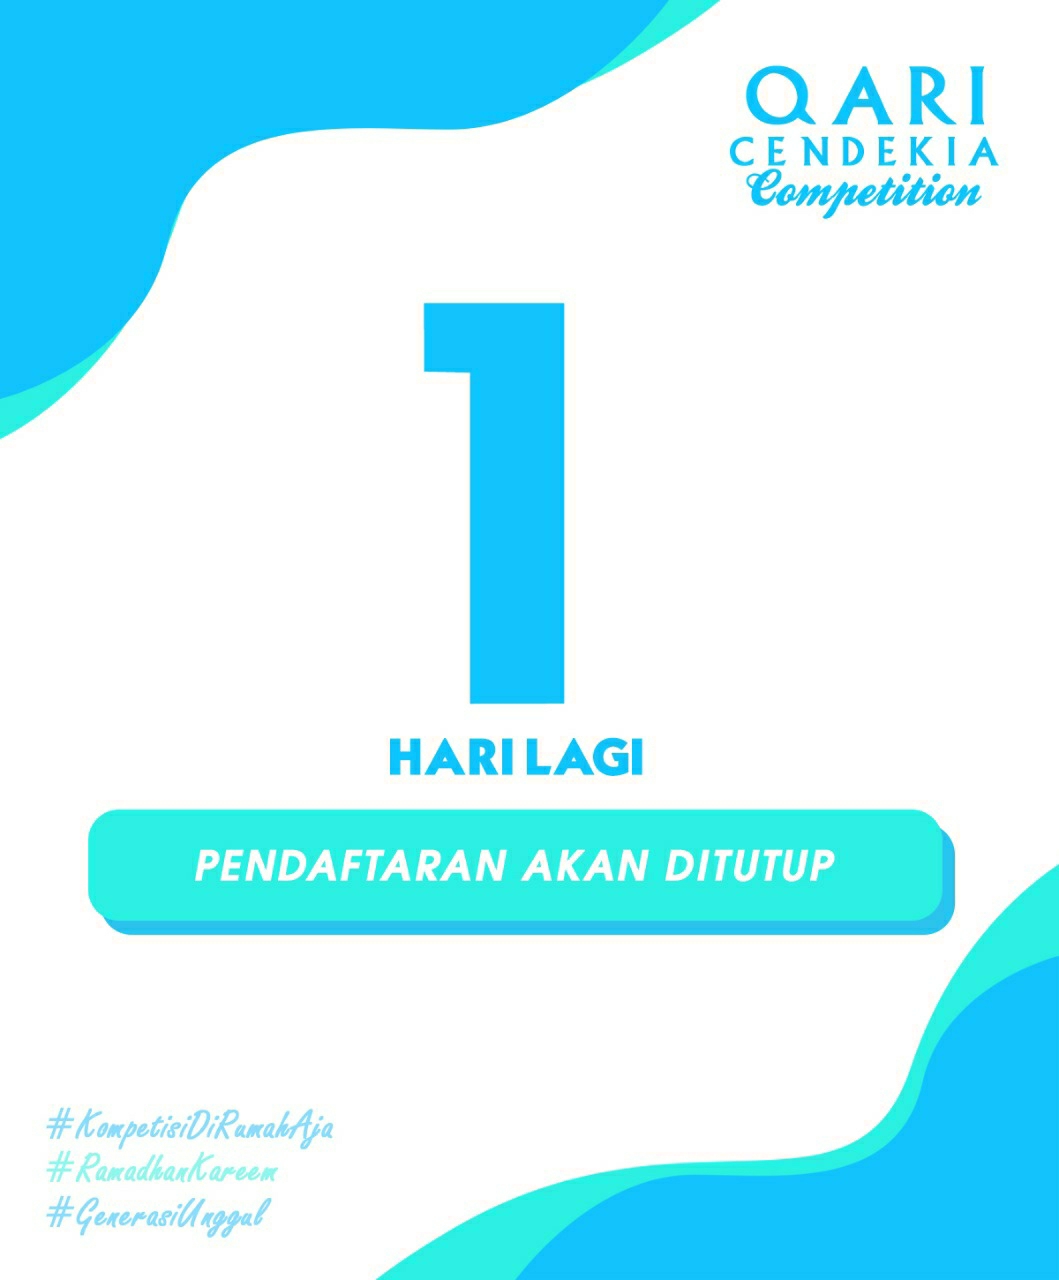 QARI
CENDEKIA
Competition
1
HARI LAGI
PENDAFTARAN AKAN DITUTUP
#KompetisiDiRumahAja
#RamadhanKareem
#GenerasiUnggul